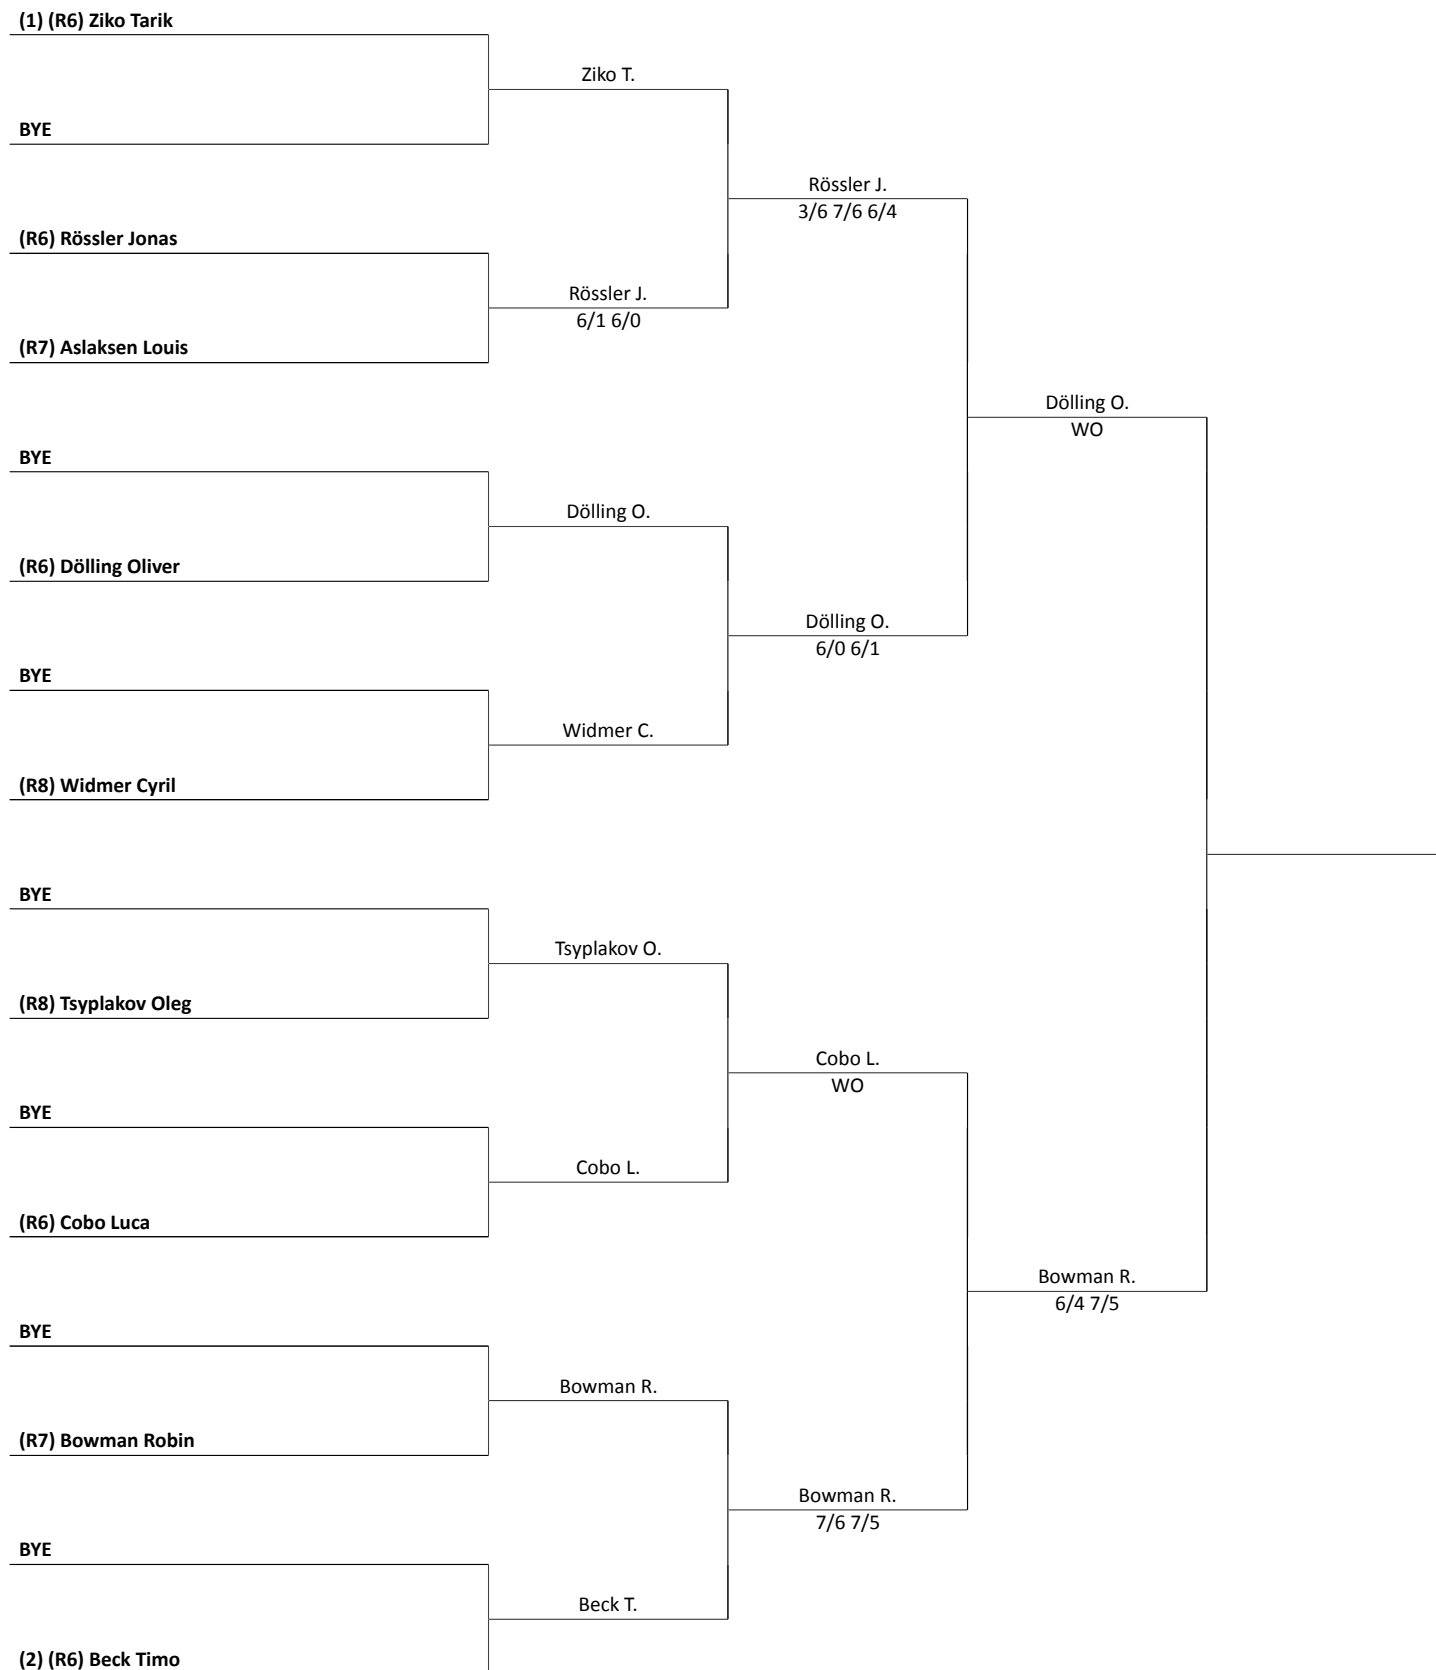 (1) (R6) Ziko Tarik
Ziko T.
BYE
Rössler J.
3/6 7/6 6/4
(R6) Rössler Jonas
Rössler J.
6/1 6/0
(R7) Aslaksen Louis
Dölling O.
WO
BYE
Dölling O.
(R6) Dölling Oliver
Dölling O.
6/0 6/1
BYE
Widmer C.
(R8) Widmer Cyril
BYE
Tsyplakov O.
(R8) Tsyplakov Oleg
Cobo L.
WO
BYE
Cobo L.
(R6) Cobo Luca
Bowman R.
6/4 7/5
BYE
Bowman R.
(R7) Bowman Robin
Bowman R.
7/6 7/5
BYE
Beck T.
(2) (R6) Beck Timo